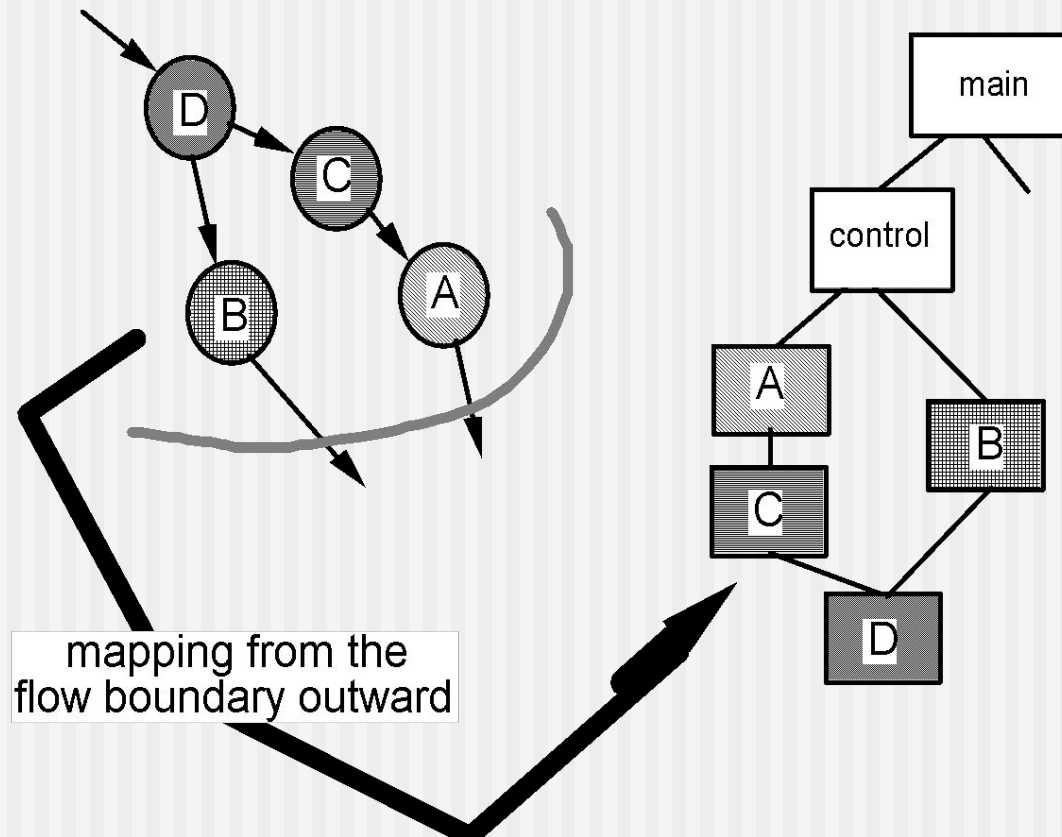 D
C
A
B
main
control
A
B
C
D
mapping from the
flow boundary outward